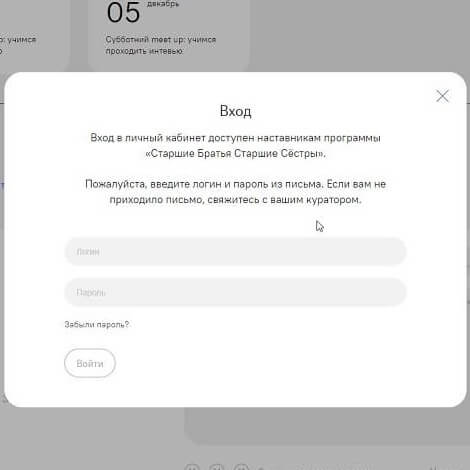 05 декабрь
р: учимся
Субботний meet up: учимся
проходить интевью
Вход
Вход в личный кабинет доступен наставникам программы
«Старшие Братья Старшие Сёстры».
Пожалуйста, введите логин и пароль из письма. Если вам не
приходило письмо, свяжитесь с вашим куратором.
Логин
Пароль
Забыли пароль?
Войти